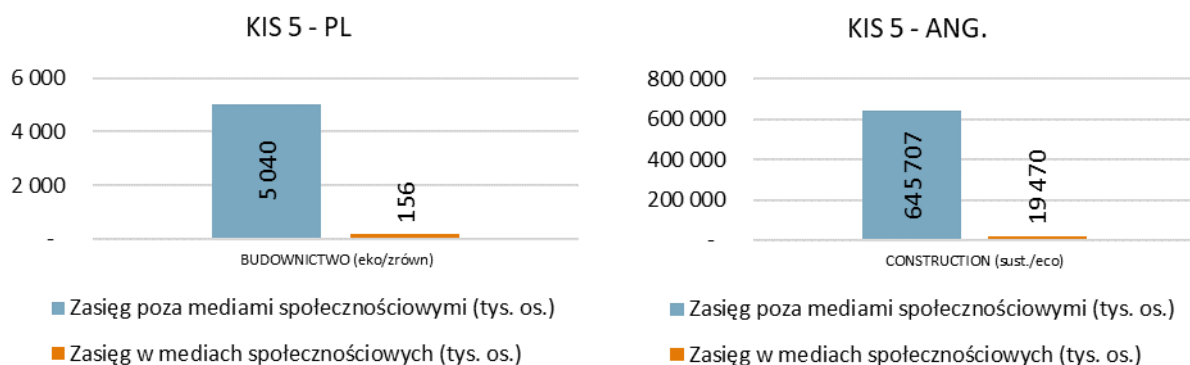 KIS 5 - PL
6 000
4 000
2 000
-
5 040
156
BUDOWNICTWO (eko/zrówn)
Zasięg poza mediami społecznościowymi (tys. os.)
Zasięg w mediach społecznościowych (tys. os.)
KIS 5 - ANG.
800 000
600 000
400 000
200 000
-
645 707
19 470
CONSTRUCTION (sust./eco)
Zasięg poza mediami społecznościowymi (tys. os.)
Zasięg w mediach społecznościowych (tys. os.)